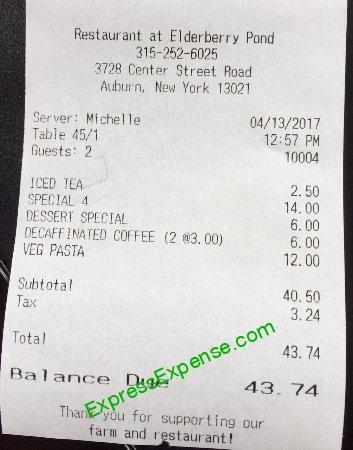 Restaurant at Elderberry Pond
315-252-6025
3728 Center Street Road
Auburn, New York 13021
Server: Michelle 04/13/2017
Table 45/1 12:57 PM
Guests: 2 10004
ICED TEA 2.50
SPECIAL 4 14.00
DESSERT SPECIAL 6.00
DECAFFINATED COFFEE (2 @3.00) 6.00
VEG PASTA 12.00
Subtotal 40.50
Tax 3.24
Total 43.74
Balance Due 43.74
ExpressExpense.com
Thank you for supporting our
farm and restaurant!